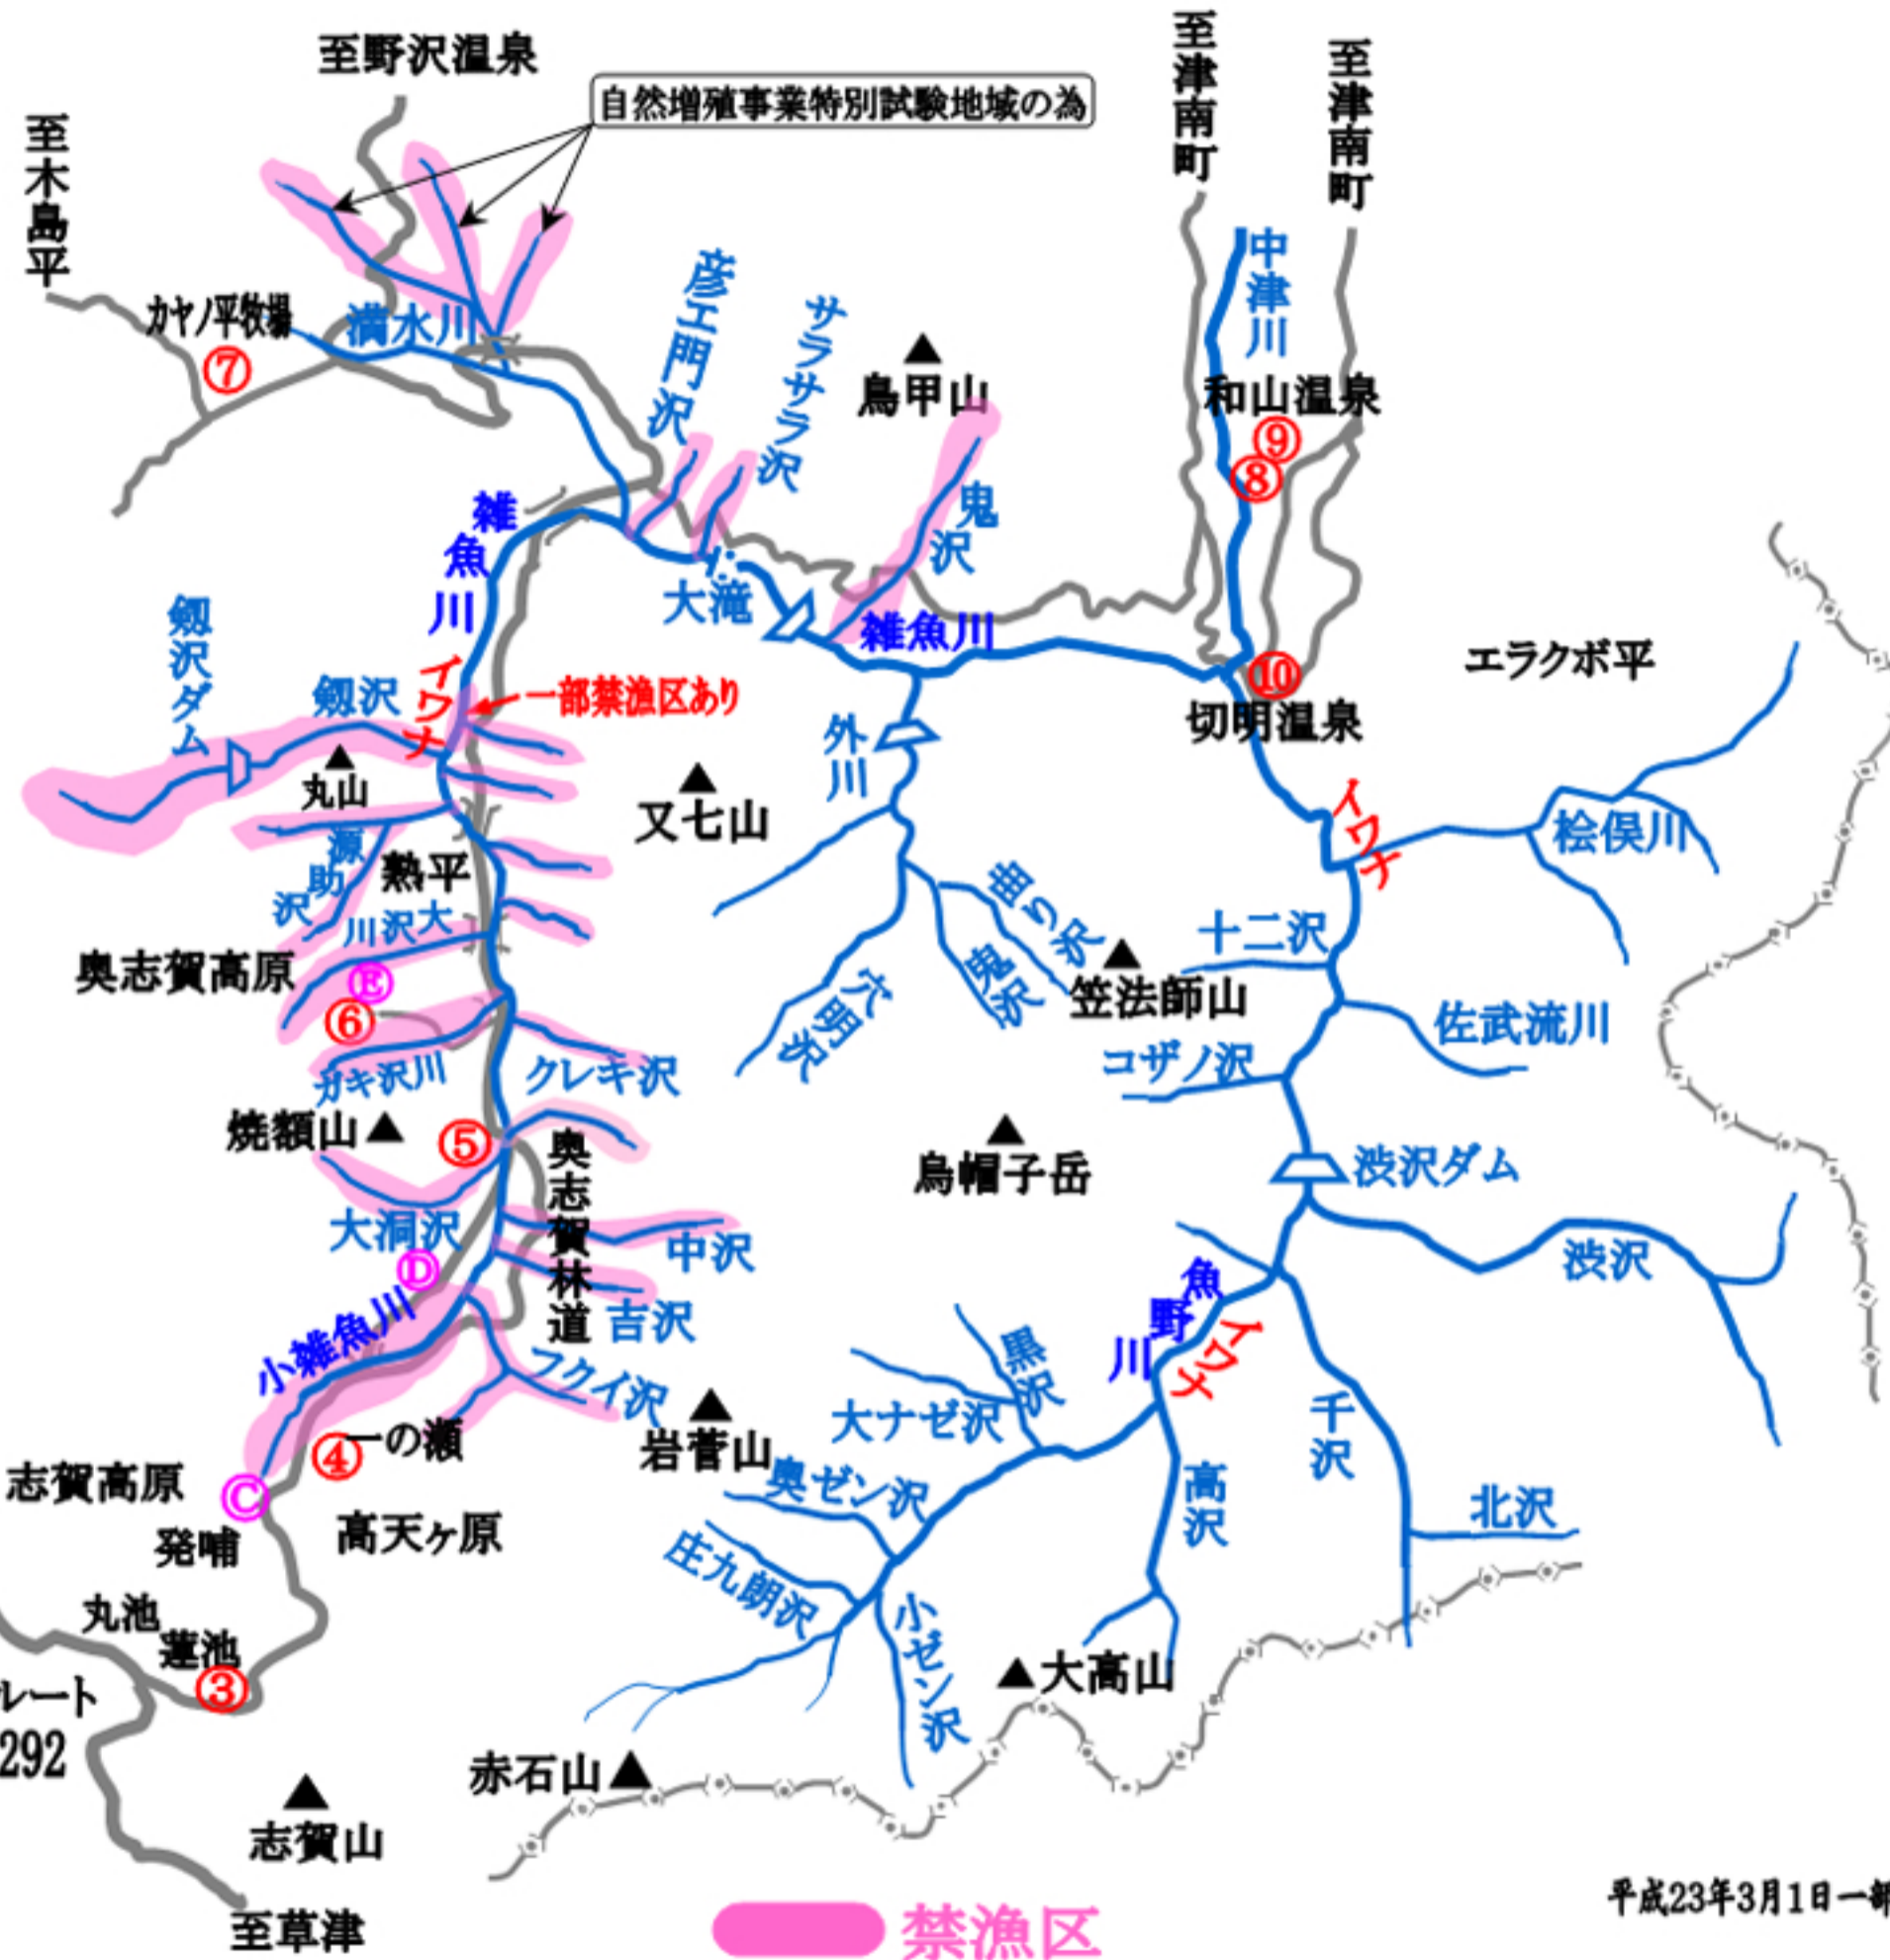 至野沢温泉
自然増殖事業特別試験地域の為
至木島平
至津南町
至津南町
カヤノ平牧場
⑦
満水川
彦エ門沢
サラサラ沢
鳥甲山
鬼沢
中津川
和山温泉
⑨
⑧
雑魚川
大滝
雑魚川
⑩
切明温泉
エラクボ平
剱沢ダム
剱沢
イワナ
一部禁漁区あり
丸山
又七山
外川
イワナ
桧俣川
源助沢
熟平
大沢川
奥志賀高原
Ⓔ
⑥
ガキ沢川
クレキ沢
曲り沢
鬼沢
穴明沢
笠法師山
十二沢
佐武流川
コザノ沢
焼額山
⑤
奥志賀林道
烏帽子岳
渋沢ダム
大洞沢
Ⓓ
中沢
吉沢
渋沢
小雑魚川
フクイ沢
魚野川
イワナ
黒沢
大ナゼ沢
千沢
④
一の瀬
岩菅山
志賀高原
Ⓒ
発哺
高天ヶ原
奥ゼン沢
高沢
北沢
庄九朗沢
小ゼン沢
丸池
蓮池
③
ルート
292
大高山
赤石山
志賀山
至草津
禁漁区
平成23年3月1日一部